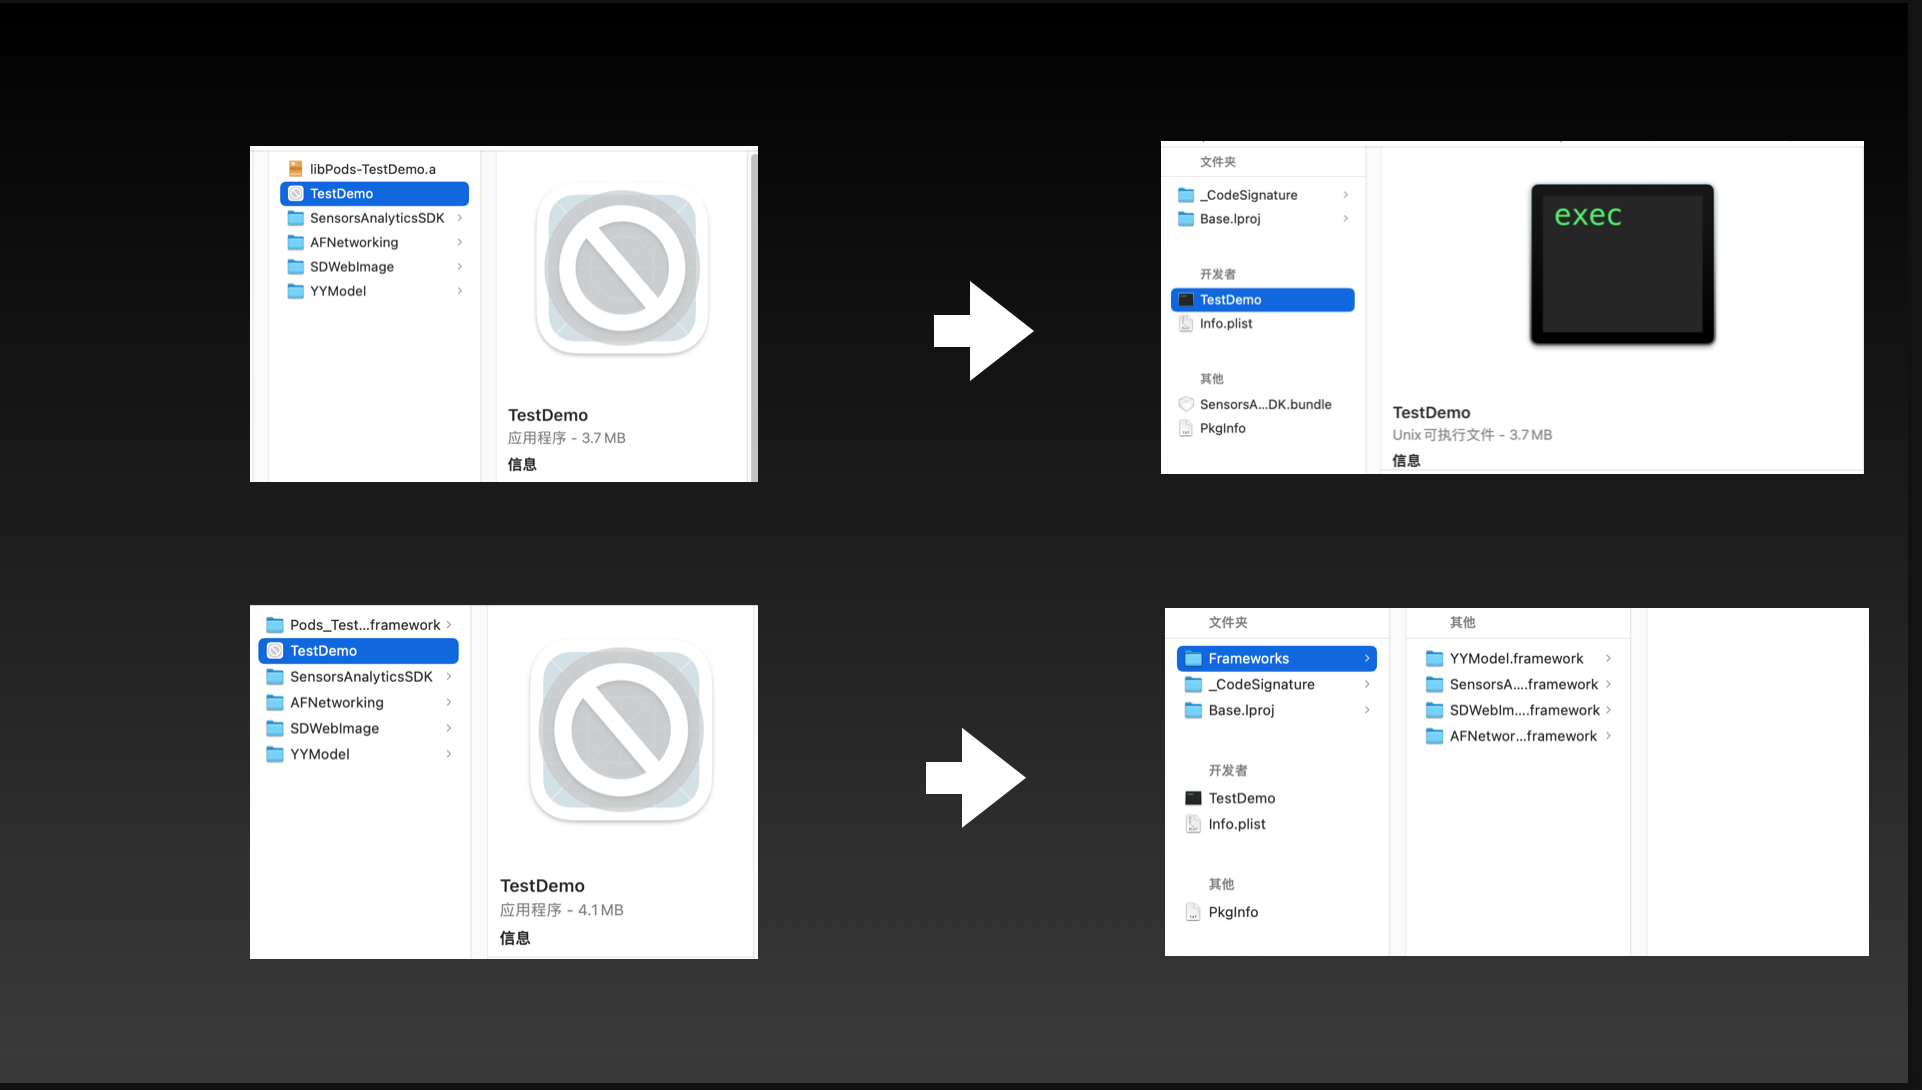 libPods-TestDemo.a
TestDemo
SensorsAnalyticsSDK
AFNetworking
SDWebImage
YYModel
TestDemo
应用程序 - 3.7 MB
信息
文件夹
_CodeSignature
Base.lproj
开发者
TestDemo
Info.plist
其他
SensorsA...DK.bundle
PkgInfo
exec
TestDemo
Unix可执行文件 - 3.7 MB
信息
Pods_Test...framework
TestDemo
SensorsAnalyticsSDK
AFNetworking
SDWebImage
YYModel
TestDemo
应用程序 - 4.1 MB
信息
文件夹
Frameworks
_CodeSignature
Base.lproj
开发者
TestDemo
Info.plist
其他
PkgInfo
其他
YYModel.framework
SensorsA....framework
SDWebIm....framework
AFNetwor...framework